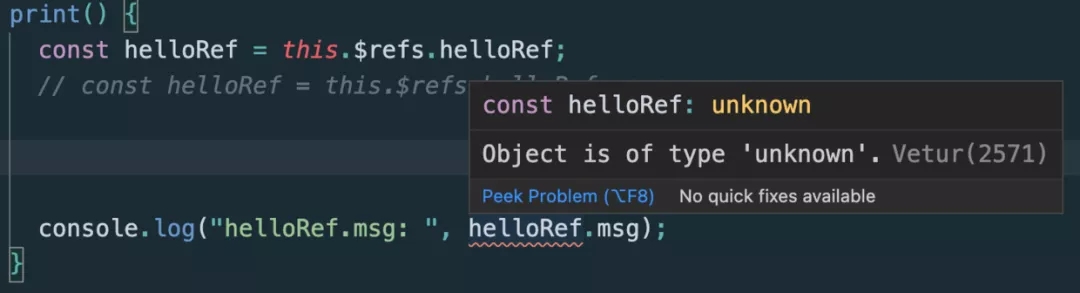 print() {
const helloRef = this.$refs.helloRef;
// const helloRef = this.$refs
const helloRef: unknown
Object is of type 'unknown'. Vetur(2571)
Peek Problem (⌥F8) No quick fixes available
console.log("helloRef.msg: ", helloRef.msg);
}